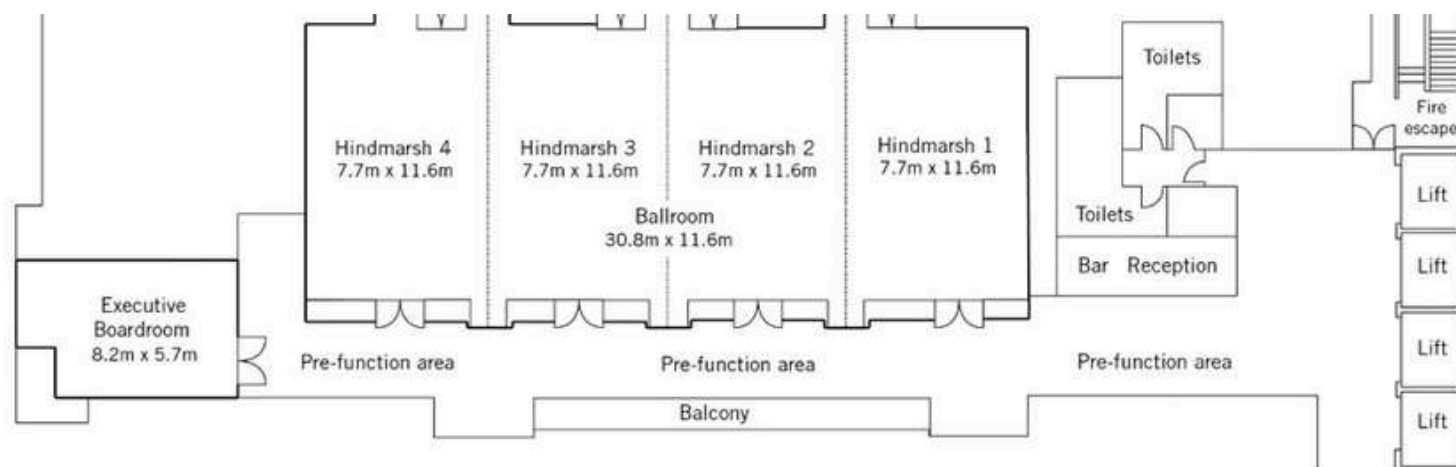 Toilets
Fire
escape
Hindmarsh 4
7.7m x 11.6m
Hindmarsh 3
7.7m x 11.6m
Hindmarsh 2
7.7m x 11.6m
Hindmarsh 1
7.7m x 11.6m
Lift
Ballroom
30.8m x 11.6m
Toilets
Bar Reception
Lift
Executive
Boardroom
8.2m x 5.7m
Pre-function area
Pre-function area
Pre-function area
Lift
Balcony
Lift